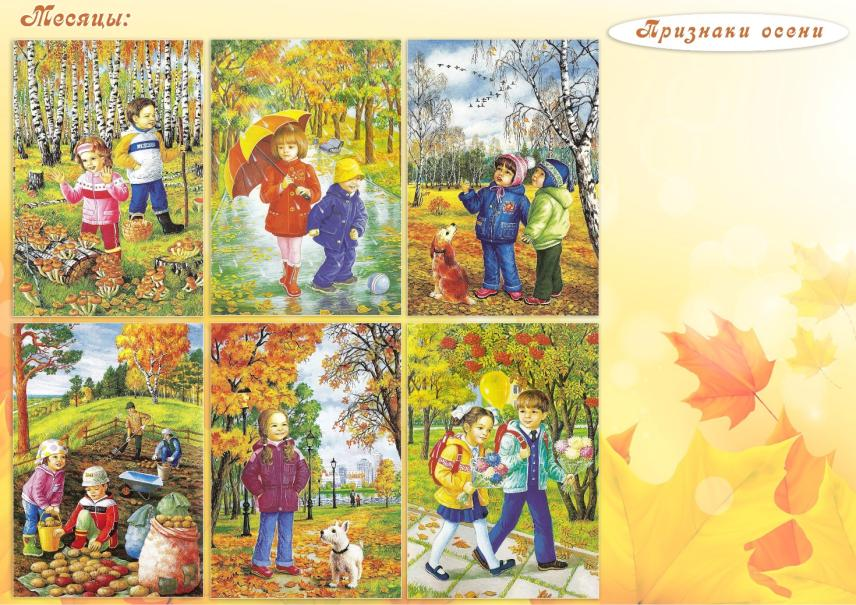 Месяцы:
Признаки осени